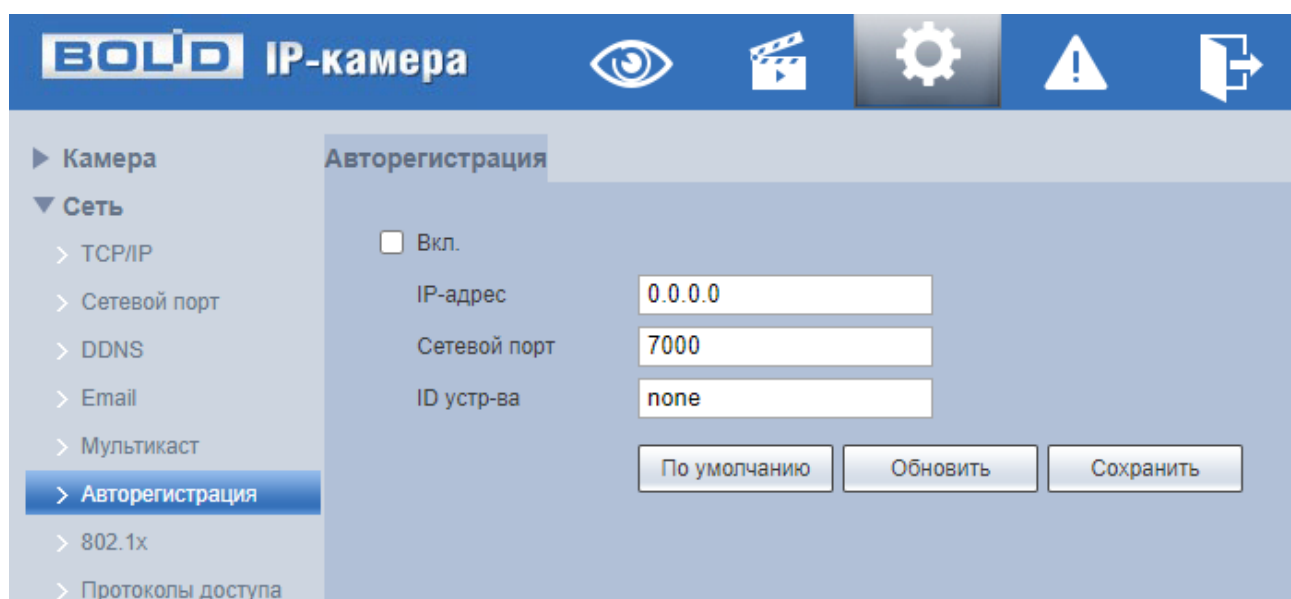 BOLID IP-камера
Камера
Сеть
TCP/IP
Сетевой порт
DDNS
Email
Мультикаст
Авторегистрация
802.1x
Протоколы доступа
Авторегистрация
Вкл.
IP-адрес 0.0.0.0
Сетевой порт 7000
ID устр-ва none
По умолчанию Обновить Сохранить